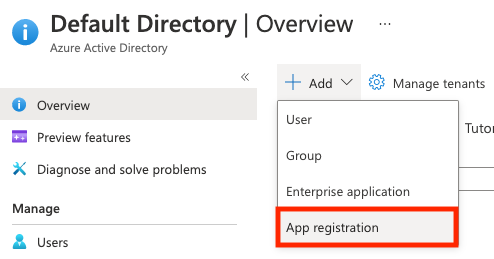 Default Directory | Overview ...
Azure Active Directory
«
Overview
Preview features
Diagnose and solve problems
Manage
Users
+ Add Manage tenants
User
Group
Enterprise application
App registration
Tutor